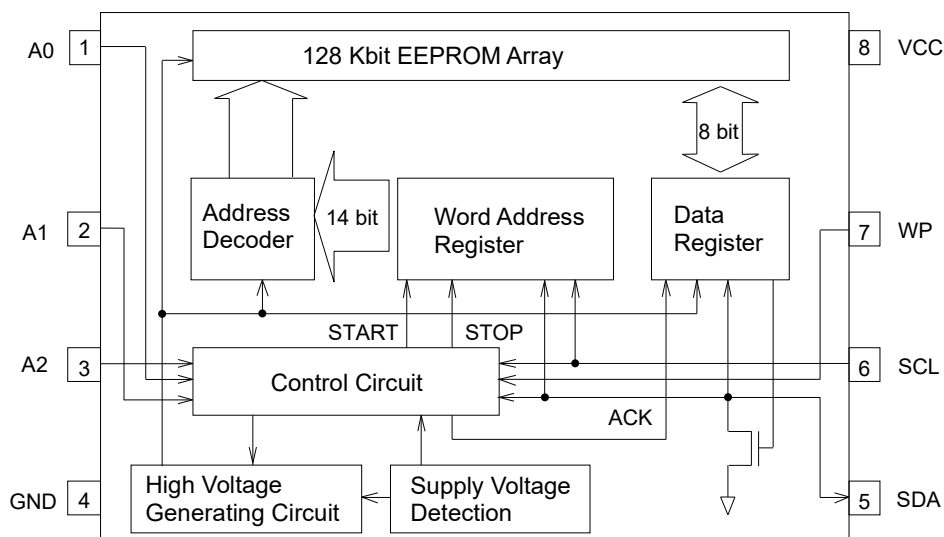 A0 1
128 Kbit EEPROM Array
8 VCC
8 bit
A1 2
Address
Decoder
14 bit
Word Address
Register
Data
Register
7 WP
START
STOP
A2 3
Control Circuit
6 SCL
ACK
GND 4
High Voltage
Generating Circuit
Supply Voltage
Detection
5 SDA